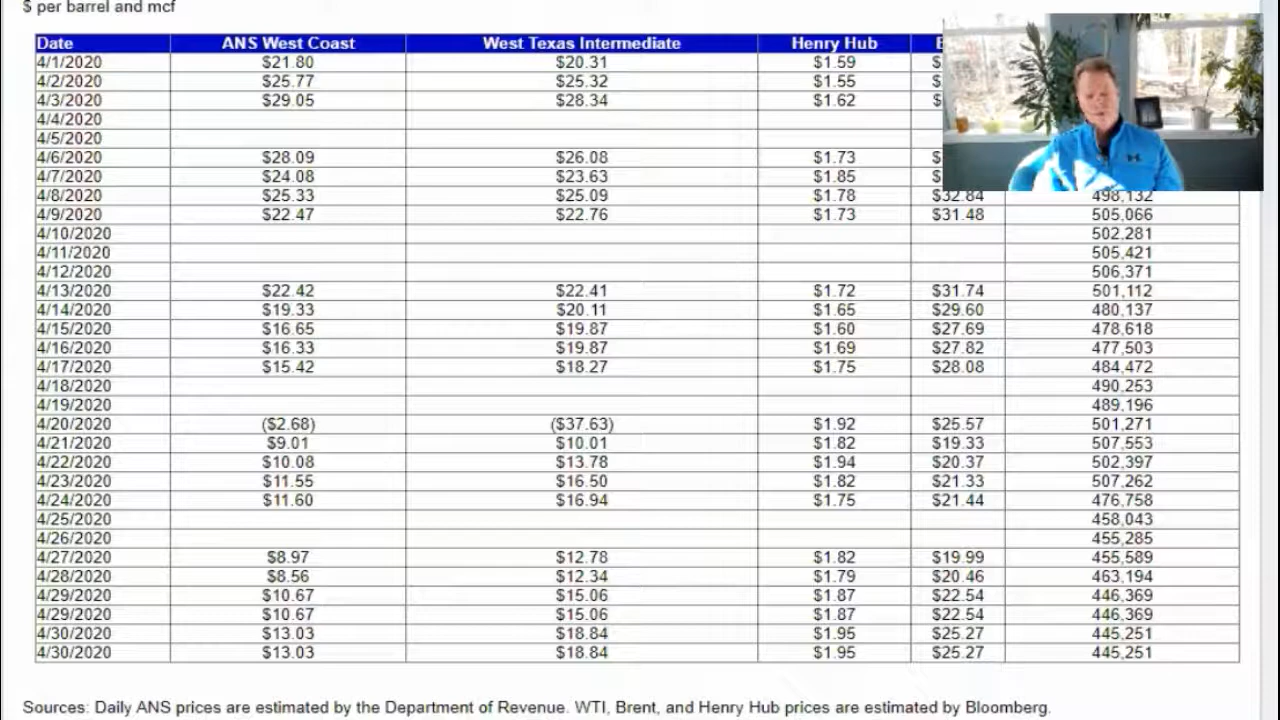 $ per barrel and mcf
Date ANS West Coast West Texas Intermediate Henry Hub
4/1/2020 $21.80 $20.31 $1.59 $
4/2/2020 $25.77 $25.32 $1.55 $
4/3/2020 $29.05 $28.34 $1.62 $
4/4/2020
4/5/2020
4/6/2020 $28.09 $26.08 $1.73 $
4/7/2020 $24.08 $23.63 $1.85 $
4/8/2020 $25.33 $25.09 $1.78 $32.84 498,132
4/9/2020 $22.47 $22.76 $1.73 $31.48 505,066
4/10/2020 502,281
4/11/2020 505,421
4/12/2020 506,371
4/13/2020 $22.42 $22.41 $1.72 $31.74 501,112
4/14/2020 $19.33 $20.11 $1.65 $29.60 480,137
4/15/2020 $16.65 $19.87 $1.60 $27.69 478,618
4/16/2020 $16.33 $19.87 $1.69 $27.82 477,503
4/17/2020 $15.42 $18.27 $1.75 $28.08 484,472
4/18/2020 490,253
4/19/2020 489,196
4/20/2020 ($2.68) ($37.63) $1.92 $25.57 501,271
4/21/2020 $9.01 $10.01 $1.82 $19.33 507,553
4/22/2020 $10.08 $13.78 $1.94 $20.37 502,397
4/23/2020 $11.55 $16.50 $1.82 $21.33 507,262
4/24/2020 $11.60 $16.94 $1.75 $21.44 476,758
4/25/2020 458,043
4/26/2020 455,285
4/27/2020 $8.97 $12.78 $1.82 $19.99 455,589
4/28/2020 $8.56 $12.34 $1.79 $20.46 463,194
4/29/2020 $10.67 $15.06 $1.87 $22.54 446,369
4/29/2020 $10.67 $15.06 $1.87 $22.54 446,369
4/30/2020 $13.03 $18.84 $1.95 $25.27 445,251
4/30/2020 $13.03 $18.84 $1.95 $25.27 445,251
Sources: Daily ANS prices are estimated by the Department of Revenue. WTI, Brent, and Henry Hub prices are estimated by Bloomberg.